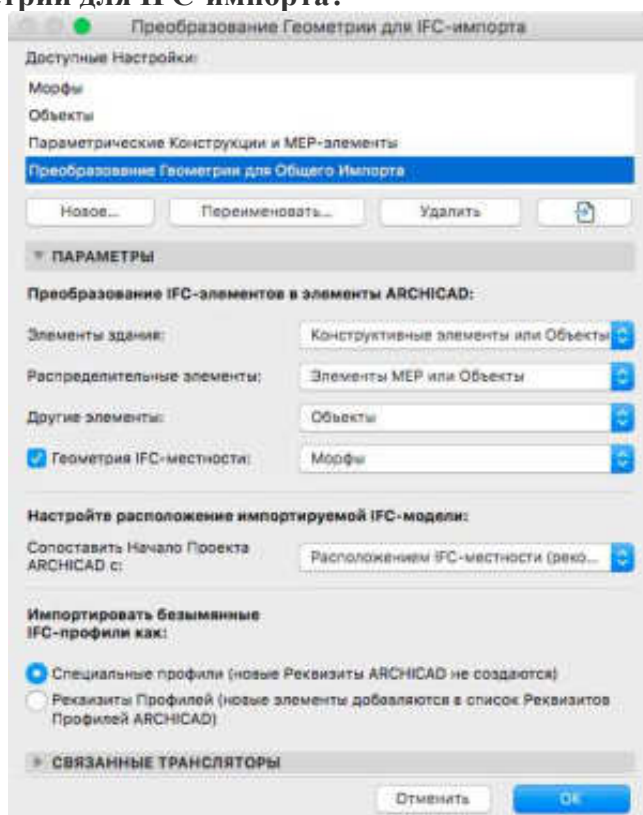 трии для IFC-импорта?
Преобразование Геометрии для IFC-импорта
Доступные Настройки:
Морфы
Объекты
Параметрические Конструкции и MEP-элементы
Преобразование Геометрии для Общего Импорта
Новое... Переименовать... Удалить
ПАРАМЕТРЫ
Преобразование IFC-элементов в элементы ARCHICAD:
Элементы здания: Конструктивные элементы или Объекты
Распределительные элементы: Элементы MEP или Объекты
Другие элементы: Объекты
Геометрия IFC-местности: Морфы
Настройте расположение импортируемой IFC-модели:
Сопоставить Начало Проекта
ARCHICAD с: Расположением IFC-местности (реко...
Импортировать безымянные
IFC-профили как:
Специальные профили (новые Реквизиты ARCHICAD не создаются)
Реквизиты Профилей (новые элементы добавляются в список Реквизитов
Профилей ARCHICAD)
СВЯЗАННЫЕ ТРАНСЛЯТОРЫ
Отменить OK